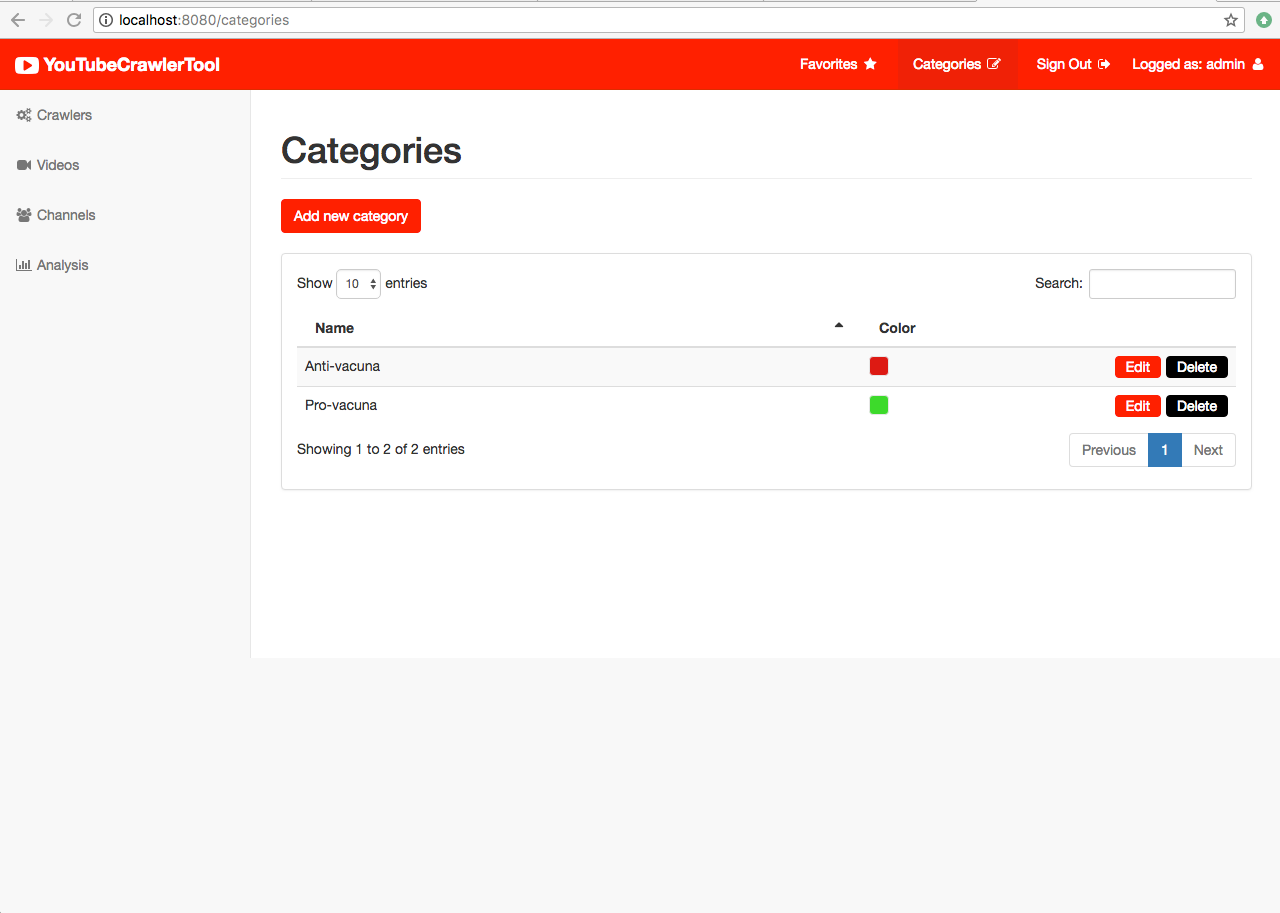 localhost:8080/categories
YouTubeCrawlerTool Favorites Categories Sign Out Logged as: admin
Crawlers
Videos
Channels
Analysis
Categories
Add new category
Show 10 entries Search:
Name Color
Anti-vacuna Edit Delete
Pro-vacuna Edit Delete
Showing 1 to 2 of 2 entries Previous 1 Next